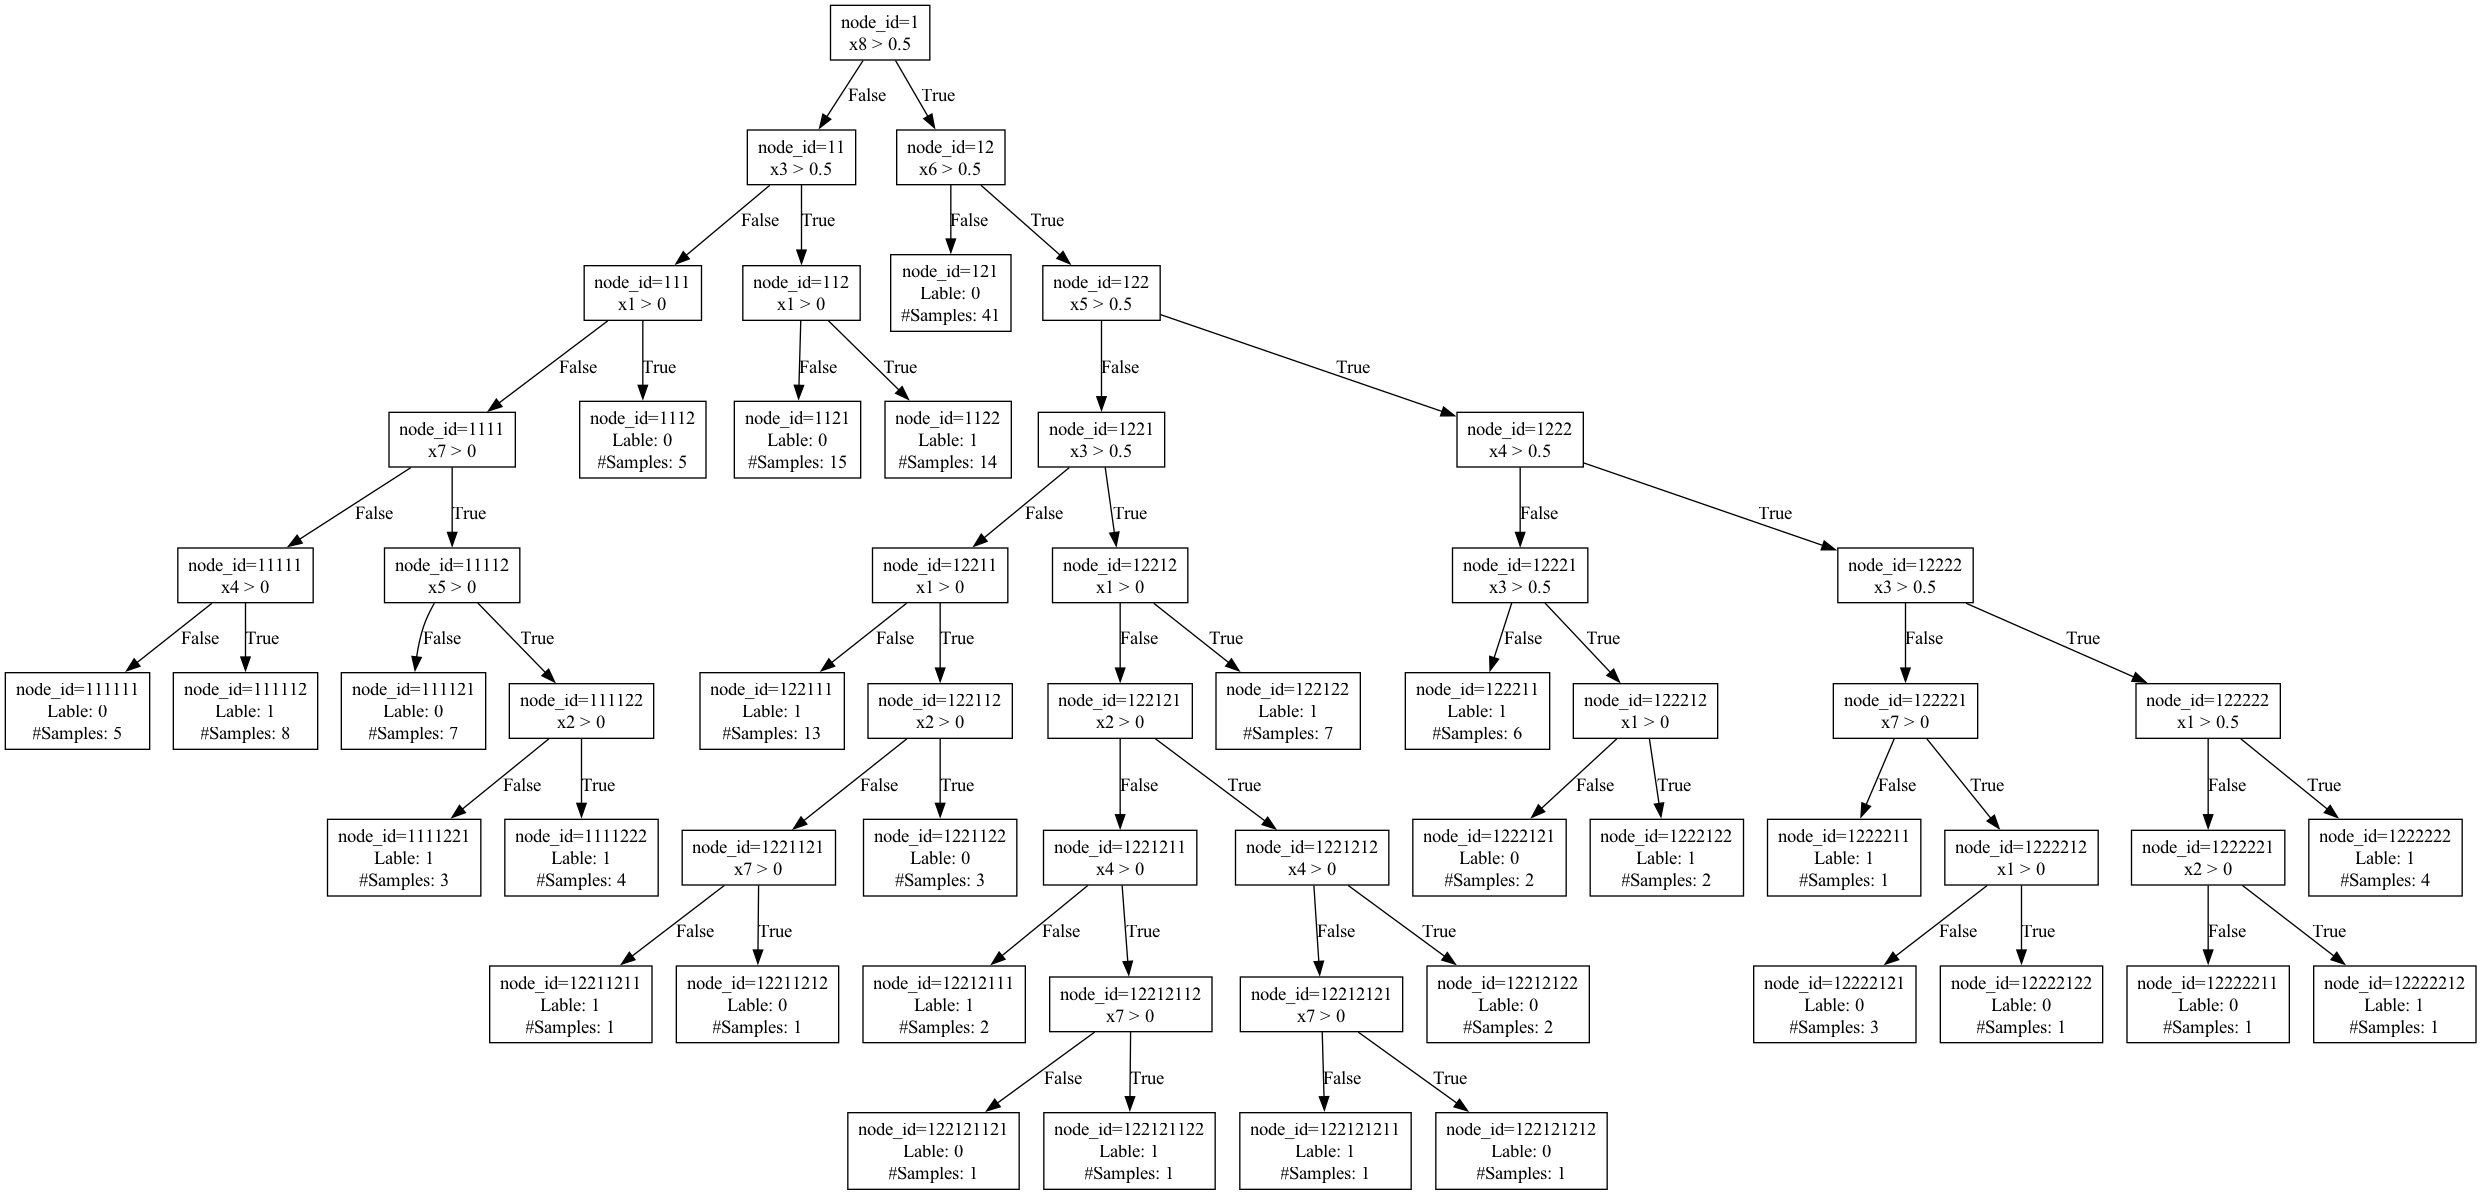 node_id=1
x8 > 0.5
False
True
node_id=11
x3 > 0.5
node_id=12
x6 > 0.5
False
True
False
True
node_id=111
x1 > 0
node_id=112
x1 > 0
node_id=121
Lable: 0
#Samples: 41
node_id=122
x5 > 0.5
False
True
False
True
False
True
node_id=1111
x7 > 0
node_id=1112
Lable: 0
#Samples: 5
node_id=1121
Lable: 0
#Samples: 15
node_id=1122
Lable: 1
#Samples: 14
node_id=1221
x3 > 0.5
node_id=1222
x4 > 0.5
False
True
False
True
False
True
node_id=11111
x4 > 0
node_id=11112
x5 > 0
node_id=12211
x1 > 0
node_id=12212
x1 > 0
node_id=12221
x3 > 0.5
node_id=12222
x3 > 0.5
False
True
False
True
False
True
False
True
False
True
False
True
node_id=111111
Lable: 0
#Samples: 5
node_id=111112
Lable: 1
#Samples: 8
node_id=111121
Lable: 0
#Samples: 7
node_id=111122
x2 > 0
node_id=122111
Lable: 1
#Samples: 13
node_id=122112
x2 > 0
node_id=122121
x2 > 0
node_id=122122
Lable: 1
#Samples: 7
node_id=122211
Lable: 1
#Samples: 6
node_id=122212
x1 > 0
node_id=122221
x7 > 0
node_id=122222
x1 > 0.5
False
True
False
True
False
True
False
True
False
True
False
True
node_id=1111221
Lable: 1
#Samples: 3
node_id=1111222
Lable: 1
#Samples: 4
node_id=1221121
x7 > 0
node_id=1221122
Lable: 0
#Samples: 3
node_id=1221211
x4 > 0
node_id=1221212
x4 > 0
node_id=1222121
Lable: 0
#Samples: 2
node_id=1222122
Lable: 1
#Samples: 2
node_id=1222211
Lable: 1
#Samples: 1
node_id=1222212
x1 > 0
node_id=1222221
x2 > 0
node_id=1222222
Lable: 1
#Samples: 4
False
True
False
True
False
True
False
True
False
True
node_id=12211211
Lable: 1
#Samples: 1
node_id=12211212
Lable: 0
#Samples: 1
node_id=12212111
Lable: 1
#Samples: 2
node_id=12212112
x7 > 0
node_id=12212121
x7 > 0
node_id=12212122
Lable: 0
#Samples: 2
node_id=12222121
Lable: 0
#Samples: 3
node_id=12222122
Lable: 0
#Samples: 1
node_id=12222211
Lable: 0
#Samples: 1
node_id=12222212
Lable: 1
#Samples: 1
False
True
False
True
node_id=122121121
Lable: 0
#Samples: 1
node_id=122121122
Lable: 1
#Samples: 1
node_id=122121211
Lable: 1
#Samples: 1
node_id=122121212
Lable: 0
#Samples: 1